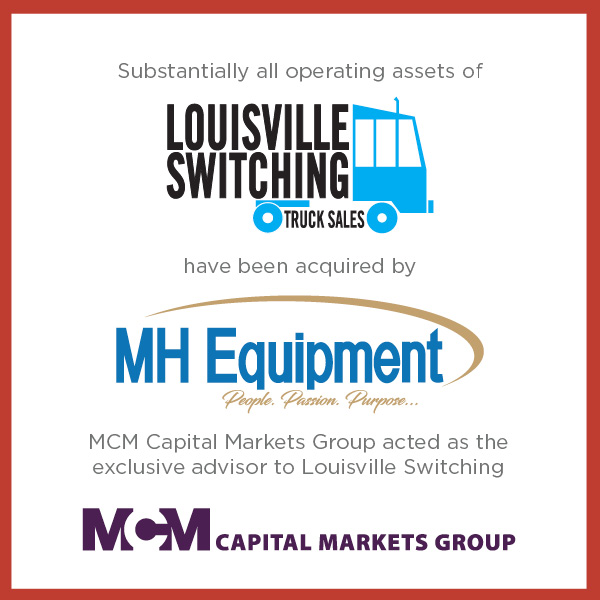 Substantially all operating assets of
LOUISVILLE
SWITCHING
TRUCK SALES
have been acquired by
MH Equipment
People. Passion. Purpose...
MCM Capital Markets Group acted as the
exclusive advisor to Louisville Switching
MCM CAPITAL MARKETS GROUP